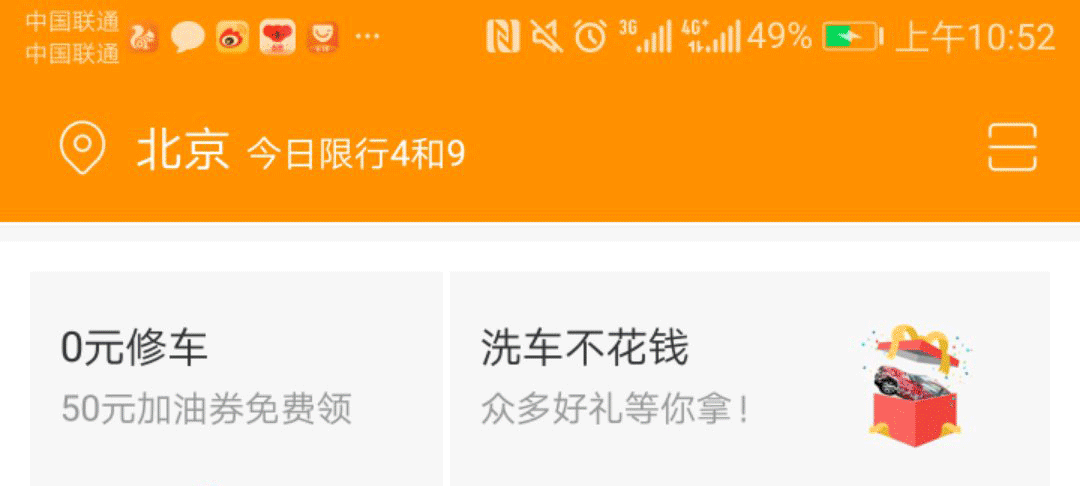 中国联通
中国联通
3G 4G+ 49% 上午10:52
北京 今日限行4和9
0元修车
50元加油券免费领
洗车不花钱
众多好礼等你拿!